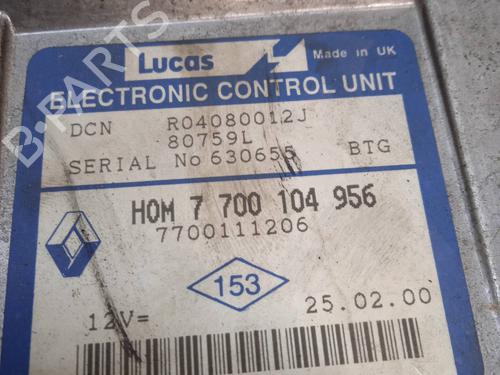 Lucas
Made in UK
ELECTRONIC CONTROL UNIT
DCN R04080012J
80759L
SERIAL No 630655 BTG
HOM 7 700 104 956
7700111206
153
12V= 25.02.00
B-PARTS